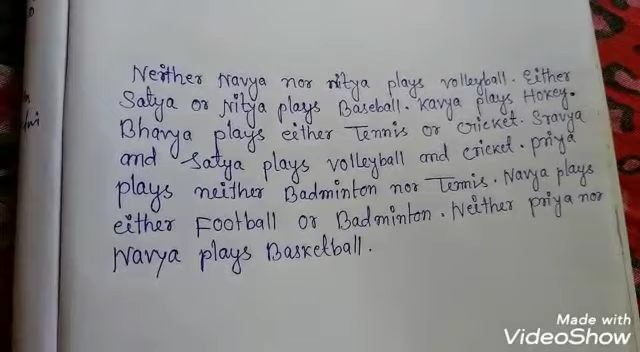 Neither Navya nor nitya plays volleyball. Either
Satya or Nitya plays Baseball. Kavya plays Hokey.
Bhavya plays either Tennis or cricket. Sravya
and Satya plays volleyball and cricket. priya
plays neither Badminton nor Tennis. Navya plays
either Football or Badminton. Neither priya nor
Navya plays Basketball.
Made with
VideoShow